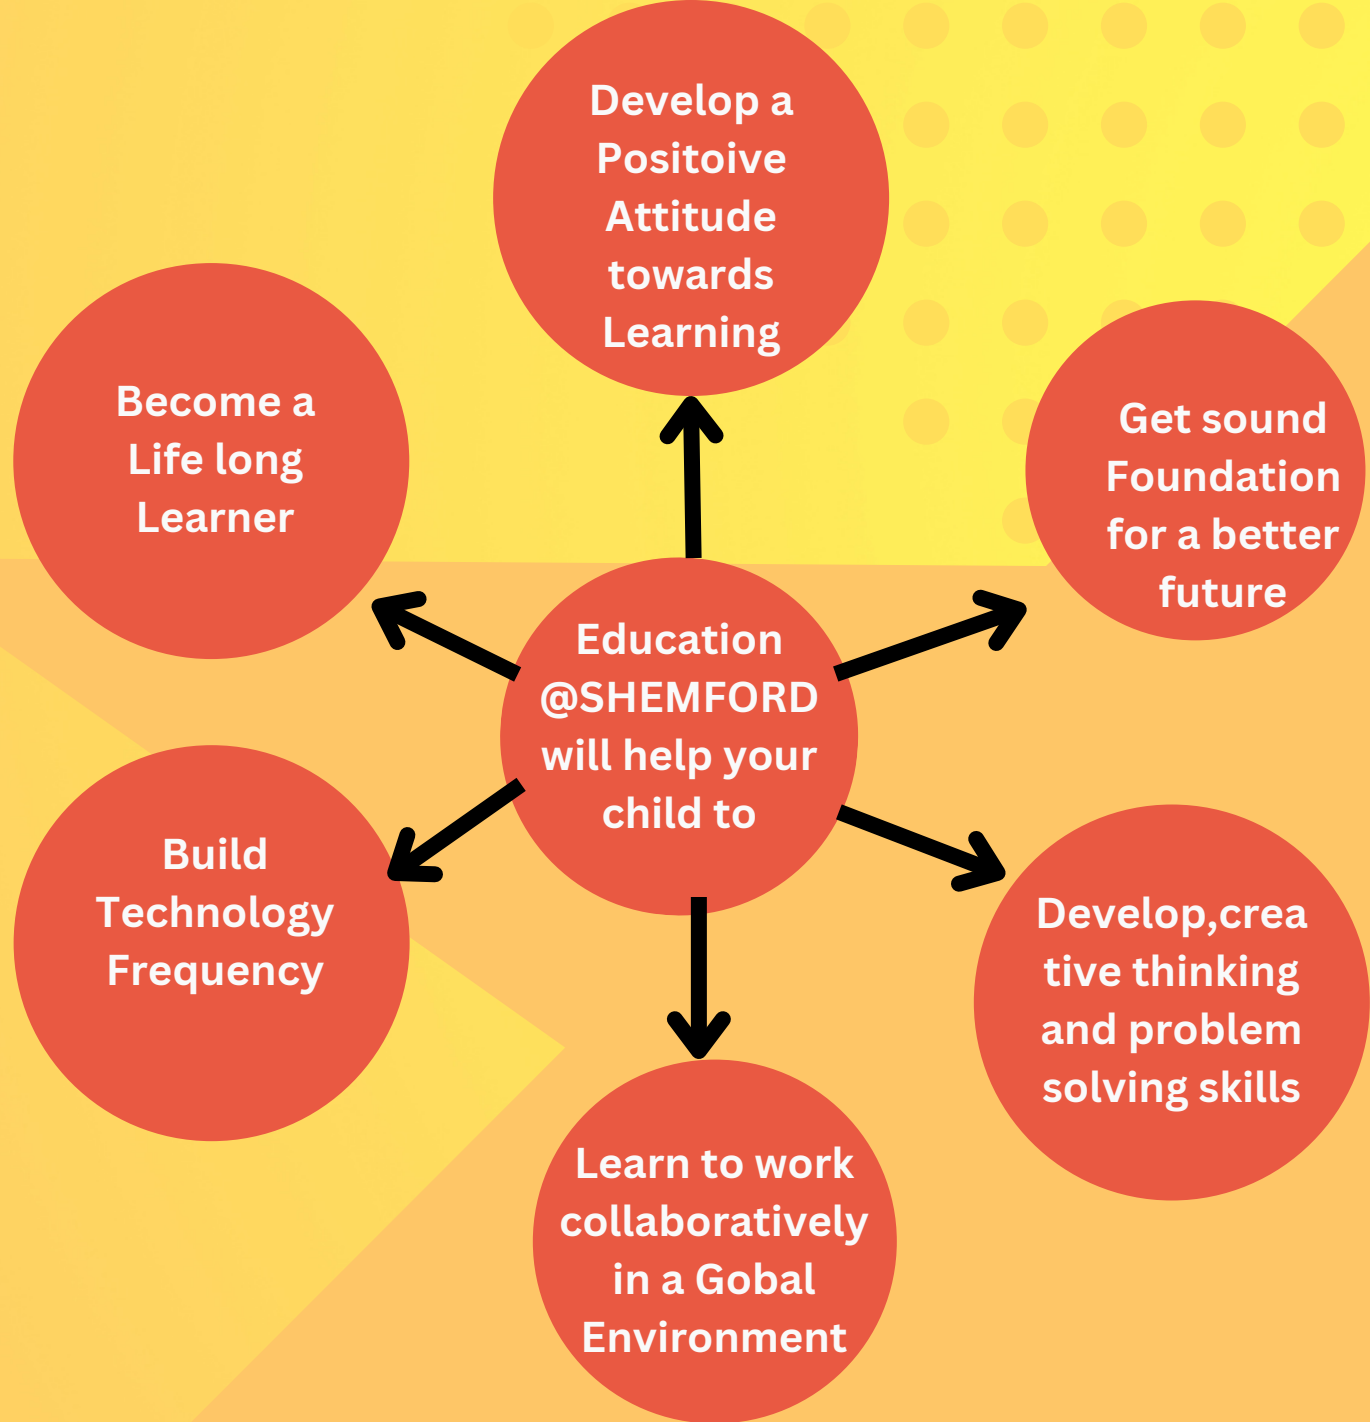 Develop a
Positoive
Attitude
towards
Learning
Become a
Life long
Learner
Get sound
Foundation
for a better
future
Education
@SHEMFORD
will help your
child to
Build
Technology
Frequency
Develop,crea
tive thinking
and problem
solving skills
Learn to work
collaboratively
in a Gobal
Environment